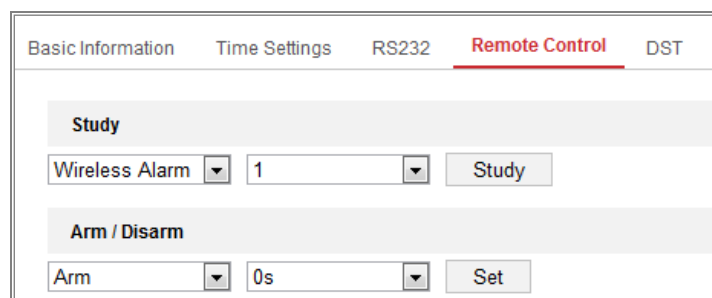 Basic Information Time Settings RS232 Remote Control DST
Study
Wireless Alarm 1 Study
Arm / Disarm
Arm 0s Set